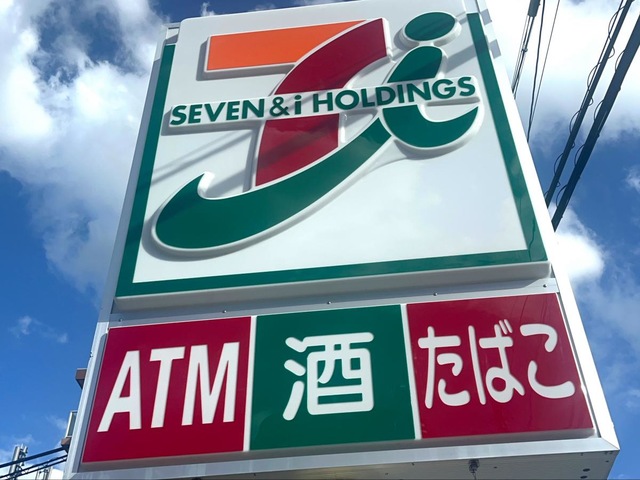 SEVEN & i HOLDINGS
ATM 酒 たばこ